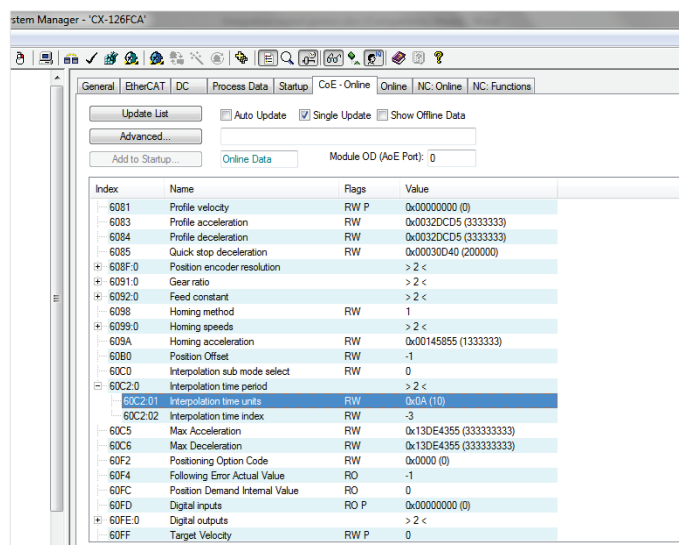 stem Manager - 'CX-126FCA'
General EtherCAT DC Process Data Startup CoE - Online Online NC: Online NC: Functions
Update List Auto Update Single Update Show Offline Data
Advanced...
Add to Startup... Online Data Module OD (AoE Port): 0
Index Name Flags Value
6081 Profile velocity RW P 0x00000000 (0)
6083 Profile acceleration RW 0x0032DCD5 (3333333)
6084 Profile deceleration RW 0x0032DCD5 (3333333)
6085 Quick stop deceleration RW 0x00030D40 (200000)
608F:0 Position encoder resolution > 2 <
6091:0 Gear ratio > 2 <
6092:0 Feed constant > 2 <
6098 Homing method RW 1
6099:0 Homing speeds > 2 <
609A Homing acceleration RW 0x00145855 (1333333)
60B0 Position Offset RW -1
60C0 Interpolation sub mode select RW 0
60C2:0 Interpolation time period > 2 <
60C2:01 Interpolation time units RW 0x0A (10)
60C2:02 Interpolation time index RW -3
60C5 Max Acceleration RW 0x13DE4355 (333333333)
60C6 Max Deceleration RW 0x13DE4355 (333333333)
60F2 Positioning Option Code RW 0x0000 (0)
60F4 Following Error Actual Value RO -1
60FC Position Demand Internal Value RO 0
60FD Digital inputs RO P 0x00000000 (0)
60FE:0 Digital outputs > 2 <
60FF Target Velocity RW P 0